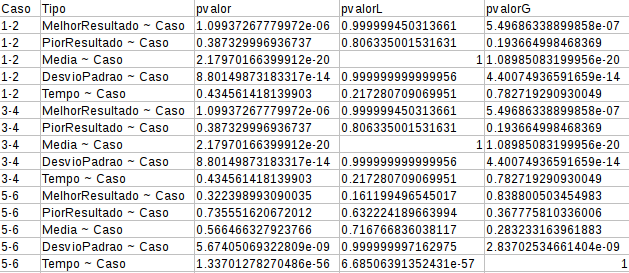 Caso Tipo pvalor pvalorL pvalorG
1-2 MelhorResultado ~ Caso 1.09937267779972e-06 0.999999450313661 5.49686338899858e-07
1-2 PiorResultado ~ Caso 0.387329996936737 0.806335001531631 0.193664998468369
1-2 Media ~ Caso 2.17970166399912e-20 1 1.08985083199956e-20
1-2 DesvioPadrao ~ Caso 8.80149873183317e-14 0.999999999999956 4.40074936591659e-14
1-2 Tempo ~ Caso 0.434561418139903 0.217280709069951 0.782719290930049
3-4 MelhorResultado ~ Caso 1.09937267779972e-06 0.999999450313661 5.49686338899858e-07
3-4 PiorResultado ~ Caso 0.387329996936737 0.806335001531631 0.193664998468369
3-4 Media ~ Caso 2.17970166399912e-20 1 1.08985083199956e-20
3-4 DesvioPadrao ~ Caso 8.80149873183317e-14 0.999999999999956 4.40074936591659e-14
3-4 Tempo ~ Caso 0.434561418139903 0.217280709069951 0.782719290930049
5-6 MelhorResultado ~ Caso 0.322398993090035 0.161199496545017 0.838800503454983
5-6 PiorResultado ~ Caso 0.735551620672012 0.632224189663994 0.367775810336006
5-6 Media ~ Caso 0.566466327923766 0.716766836038117 0.283233163961883
5-6 DesvioPadrao ~ Caso 5.67405069322809e-09 0.999999997162975 2.83702534661404e-09
5-6 Tempo ~ Caso 1.33701278270486e-56 6.68506391352431e-57 1